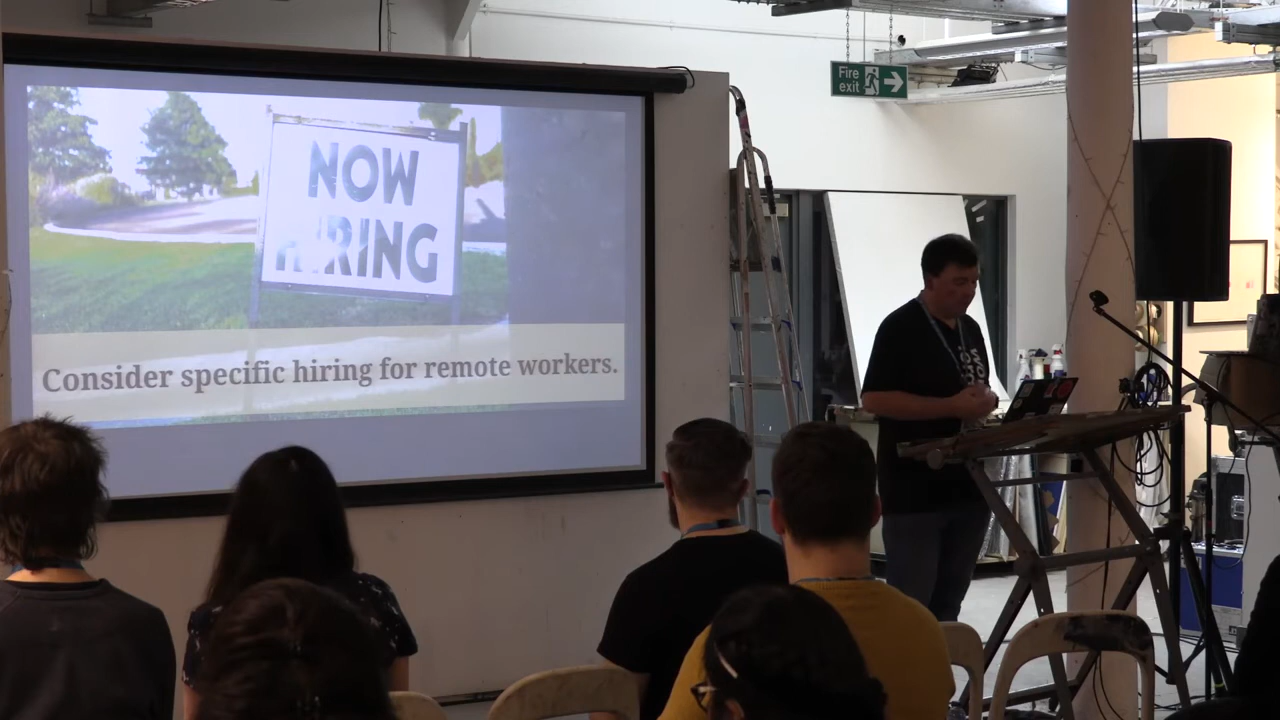 NOW
HIRING
Consider specific hiring for remote workers.
Fire
exit